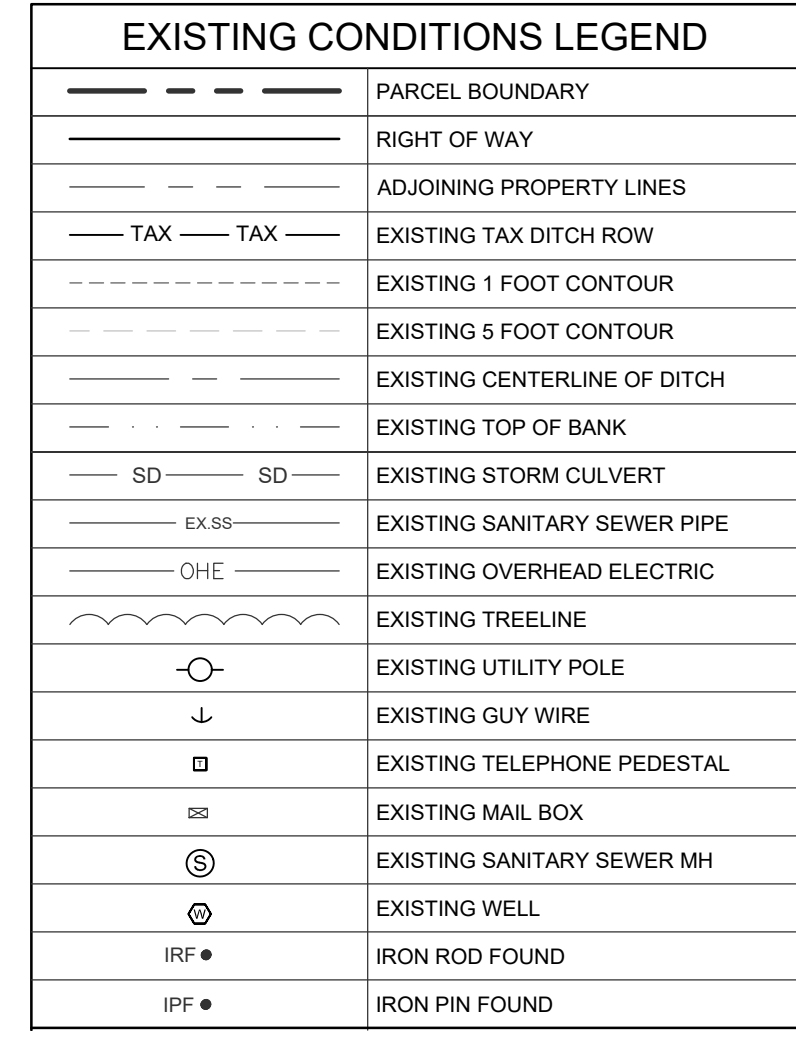 EXISTING CONDITIONS LEGEND
PARCEL BOUNDARY
RIGHT OF WAY
ADJOINING PROPERTY LINES
TAX TAX EXISTING TAX DITCH ROW
EXISTING 1 FOOT CONTOUR
EXISTING 5 FOOT CONTOUR
EXISTING CENTERLINE OF DITCH
EXISTING TOP OF BANK
SD SD EXISTING STORM CULVERT
EX.SS EXISTING SANITARY SEWER PIPE
OHE EXISTING OVERHEAD ELECTRIC
EXISTING TREELINE
EXISTING UTILITY POLE
EXISTING GUY WIRE
T EXISTING TELEPHONE PEDESTAL
EXISTING MAIL BOX
S EXISTING SANITARY SEWER MH
W EXISTING WELL
IRF IRON ROD FOUND
IPF IRON PIN FOUND